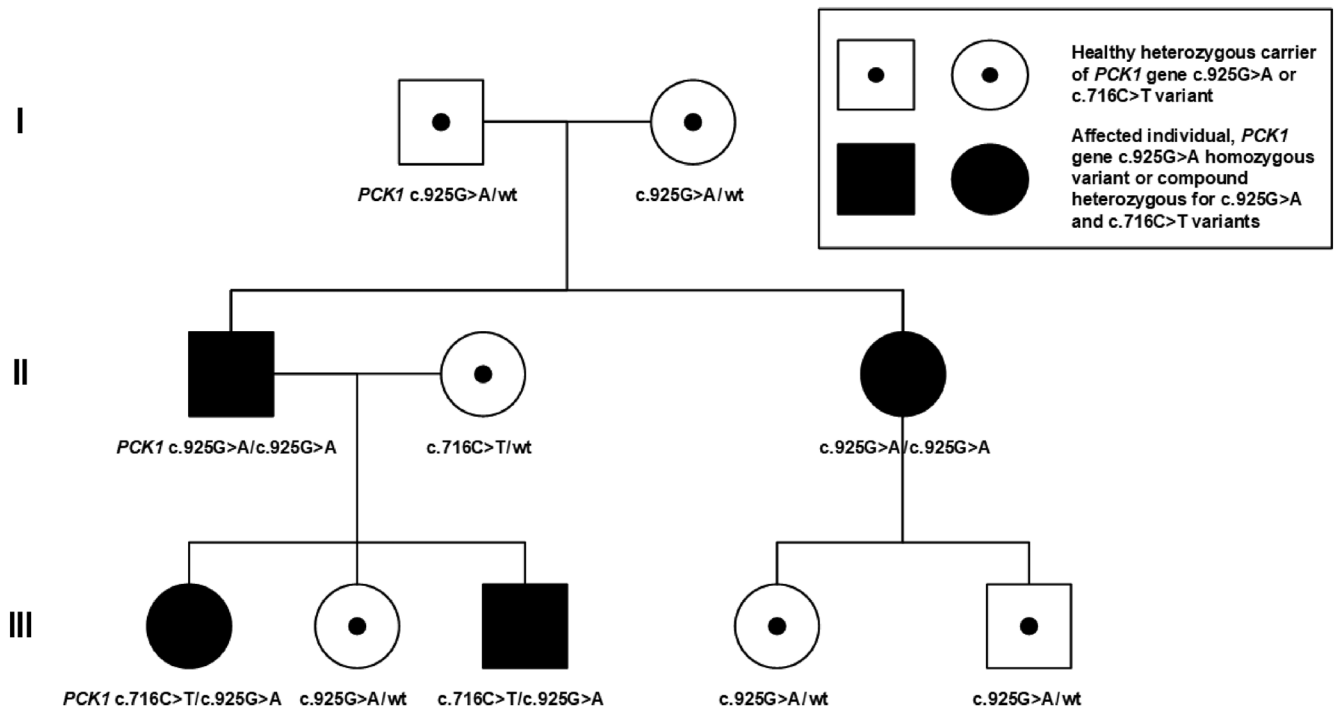 I
PCK1 c.925G>A/wt
c.925G>A/wt
Healthy heterozygous carrier
of PCK1 gene c.925G>A or
c.716C>T variant
Affected individual, PCK1
gene c.925G>A homozygous
variant or compound
heterozygous for c.925G>A
and c.716C>T variants
II
PCK1 c.925G>A/c.925G>A
c.716C>T/wt
c.925G>A/c.925G>A
III
PCK1 c.716C>T/c.925G>A
c.925G>A/wt
c.716C>T/c.925G>A
c.925G>A/wt
c.925G>A/wt